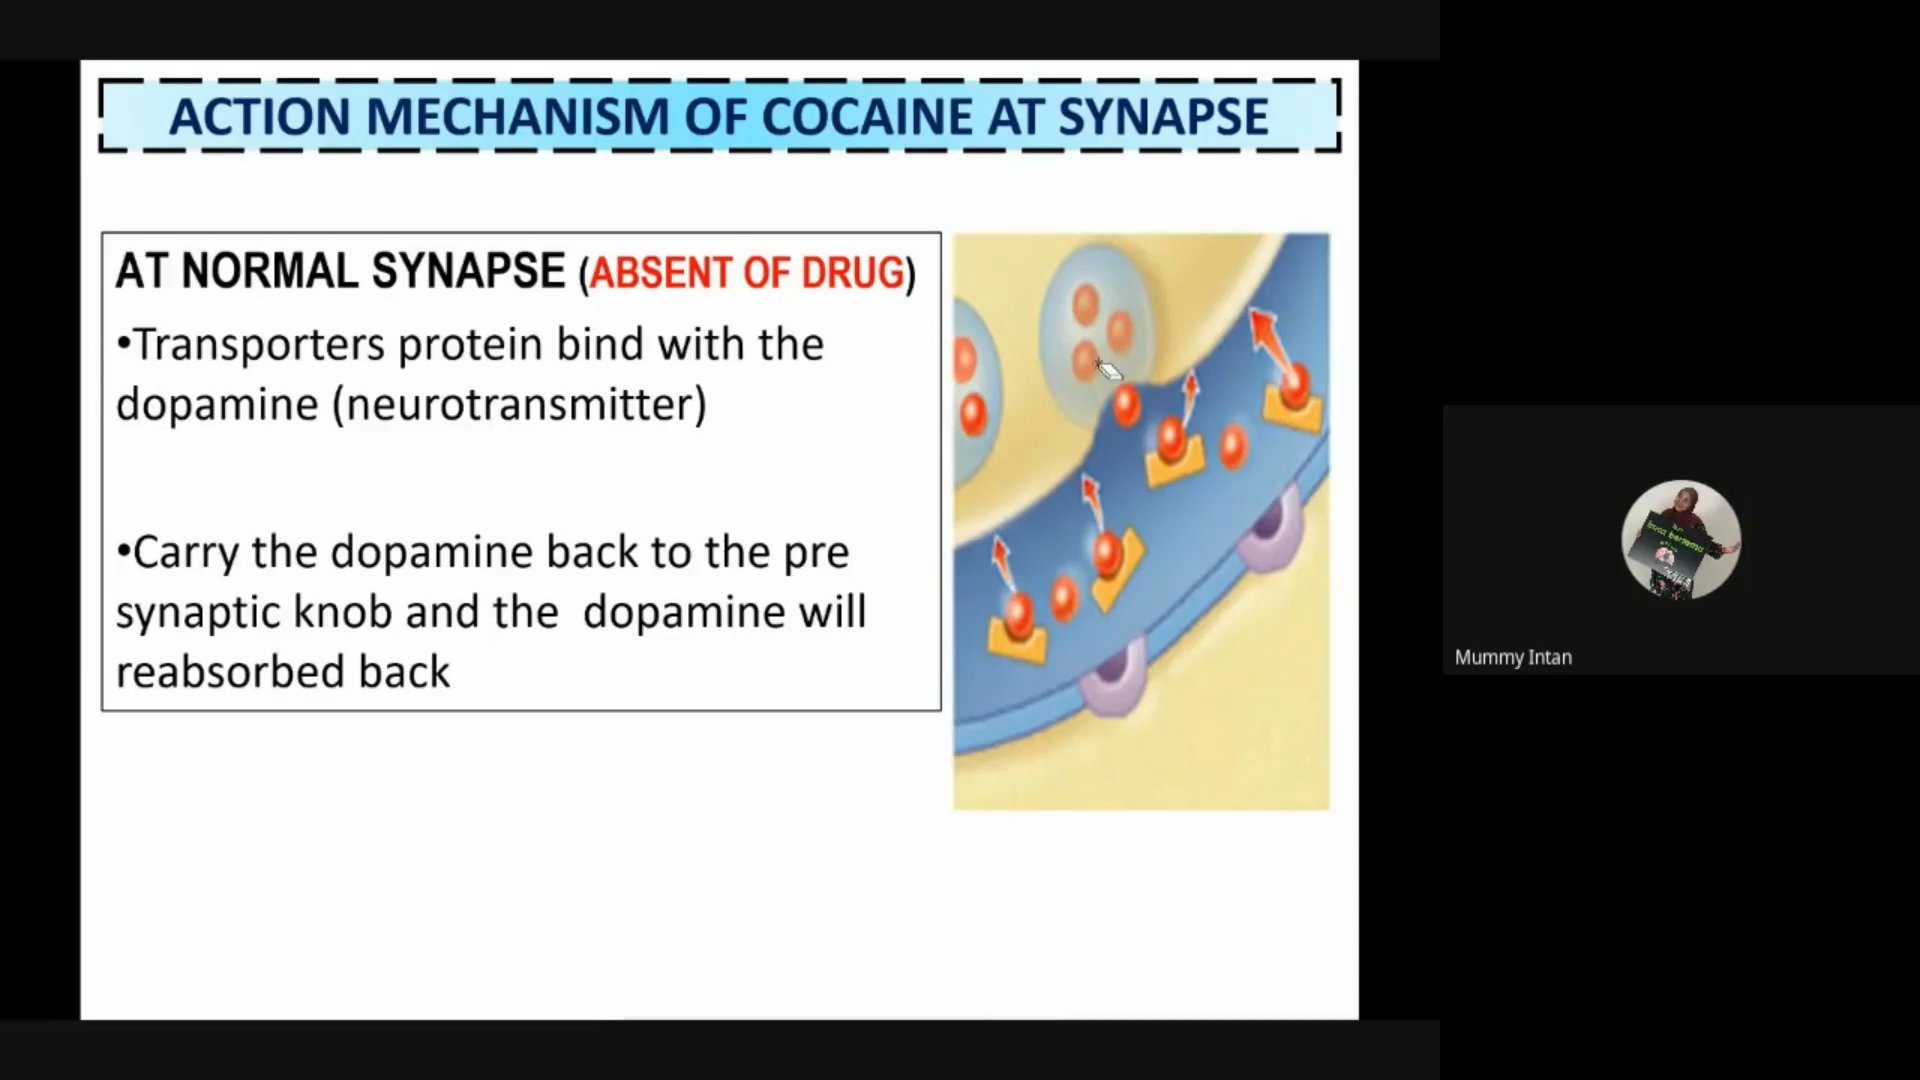 ACTION MECHANISM OF COCAINE AT SYNAPSE
AT NORMAL SYNAPSE (ABSENT OF DRUG)
•Transporters protein bind with the
dopamine (neurotransmitter)
•Carry the dopamine back to the pre
synaptic knob and the dopamine will
reabsorbed back
Mummy Intan